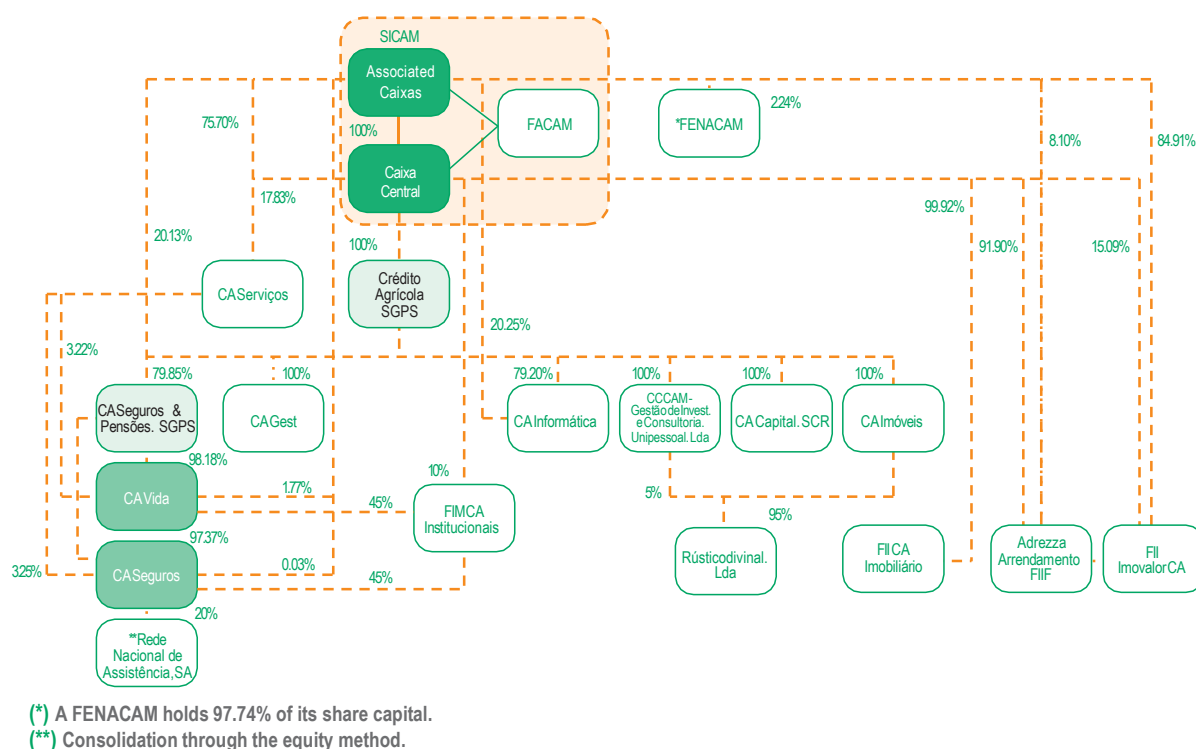 SICAM
Associated
Caixas
FACAM
*FENACAM
2.24%
75.70%
100%
8.10%
84.91%
Caixa
Central
17.83%
99.92%
20.13%
100%
91.90%
15.09%
CA Serviços
Crédito
Agrícola
SGPS
20.25%
3.22%
79.85%
100%
79.20%
100%
100%
100%
CA Seguros &
Pensões. SGPS
CA Gest
CA Informática
CCCAM-
Gestão de Invest.
e Consultoria.
Unipessoal. Lda
CA Capital. SCR
CA Imóveis
98.18%
10%
CA Vida
1.77%
45%
5%
FIMCA
Institucionais
95%
97.37%
Rústicodivinal.
Lda
FII CA
Imobiliário
Adrezza
Arrendamento
FIIF
FII
Imovalor CA
3.25%
CA Seguros
0.03%
45%
20%
**Rede
Nacional de
Assistência, SA
(*) A FENACAM holds 97.74% of its share capital.
(**) Consolidation through the equity method.